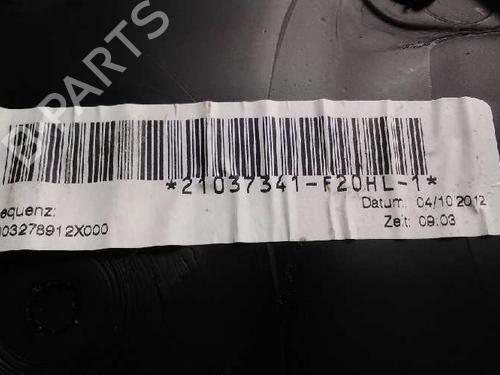 B-PARTS
*21037341-F20HL-1*
equenz:
003278912X000
Datum: 04/10/2012
Zeit: 09:03